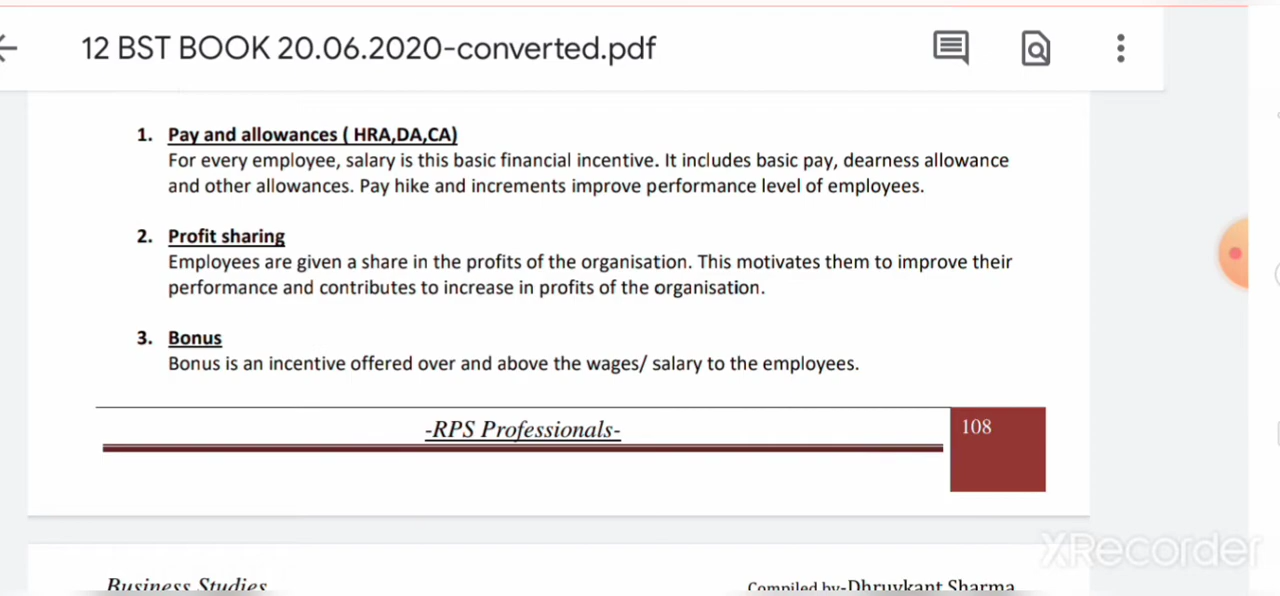 12 BST BOOK 20.06.2020-converted.pdf
1. Pay and allowances ( HRA,DA,CA)
For every employee, salary is this basic financial incentive. It includes basic pay, dearness allowance
and other allowances. Pay hike and increments improve performance level of employees.
2. Profit sharing
Employees are given a share in the profits of the organisation. This motivates them to improve their
performance and contributes to increase in profits of the organisation.
3. Bonus
Bonus is an incentive offered over and above the wages/ salary to the employees.
-RPS Professionals-
108
XRecorder
Business Studies
Compiled by-Dhruvkant Sharma